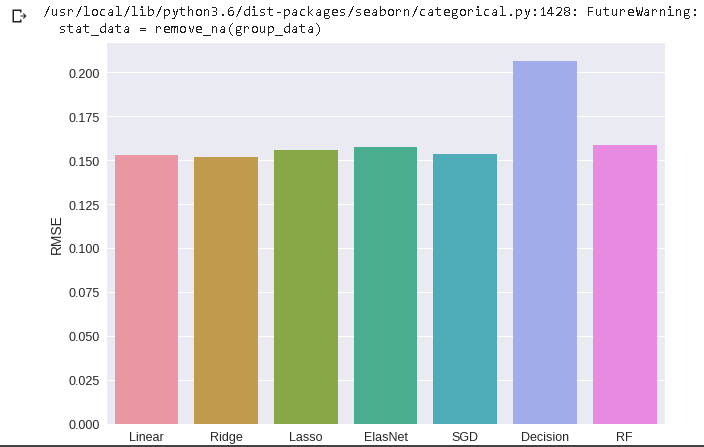 /usr/local/lib/python3.6/dist-packages/seaborn/categorical.py:1428: FutureWarning:
stat_data = remove_na(group_data)
0.200
0.175
0.150
0.125
0.100
0.075
0.050
0.025
0.000
RMSE
Linear Ridge Lasso ElasNet SGD Decision RF